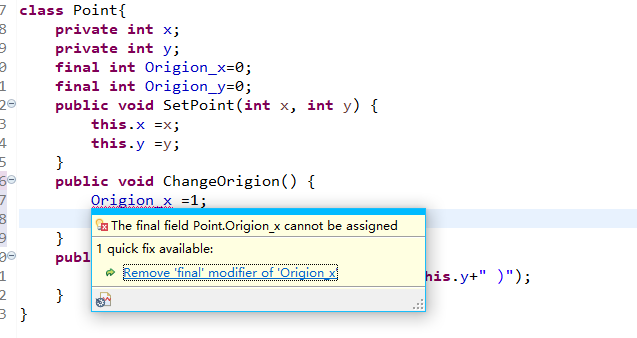 7 class Point{
8 private int x;
9 private int y;
0 final int Origion_x=0;
1 final int Origion_y=0;
2 public void SetPoint(int x, int y) {
3 this.x =x;
4 this.y =y;
5 }
6 public void ChangeOrigion() {
7 Origion_x =1;
8
The final field Point.Origion_x cannot be assigned
9 }
1 quick fix available:
0 publ
Remove 'final' modifier of 'Origion_x'
1 his.y+" )");
2 }
3 }